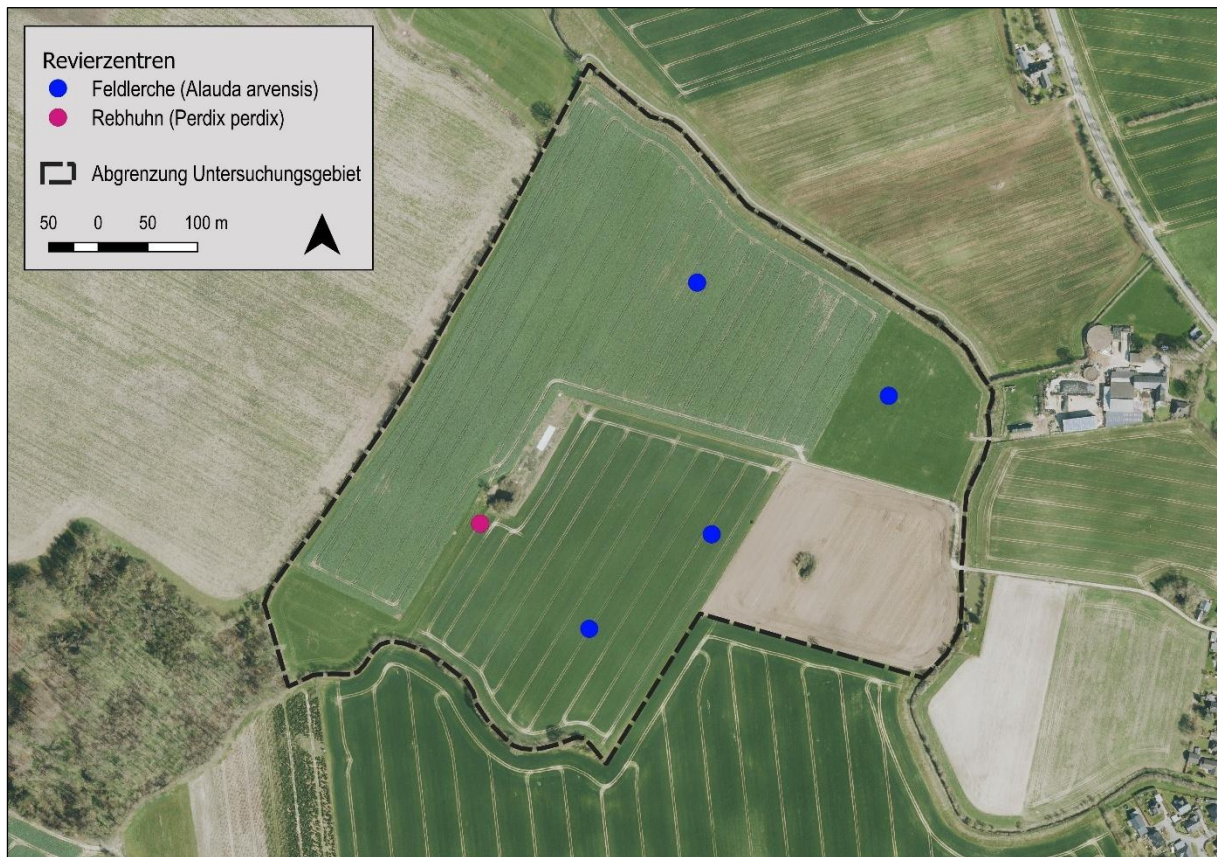 Revierzentren
Feldlerche (Alauda arvensis)
Rebhuhn (Perdix perdix)
Abgrenzung Untersuchungsgebiet
50 0 50 100 m